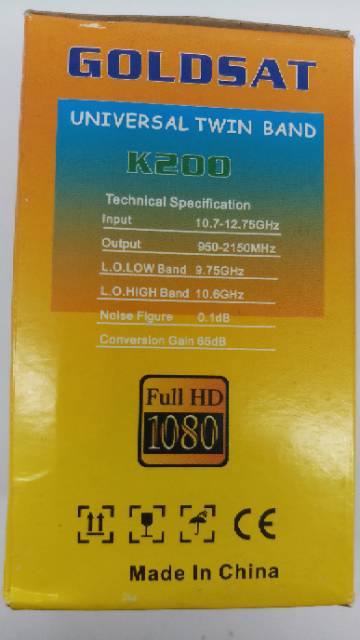 GOLDSAT
UNIVERSAL TWIN BAND
K200
Technical Specification
Input 10.7-12.75GHz
Output 950-2150MHz
L.O.LOW Band 9.75GHz
L.O.HIGH Band 10.6GHz
Noise Figure 0.1dB
Conversion Gain 65dB
Full HD
1080
CE
Made In China